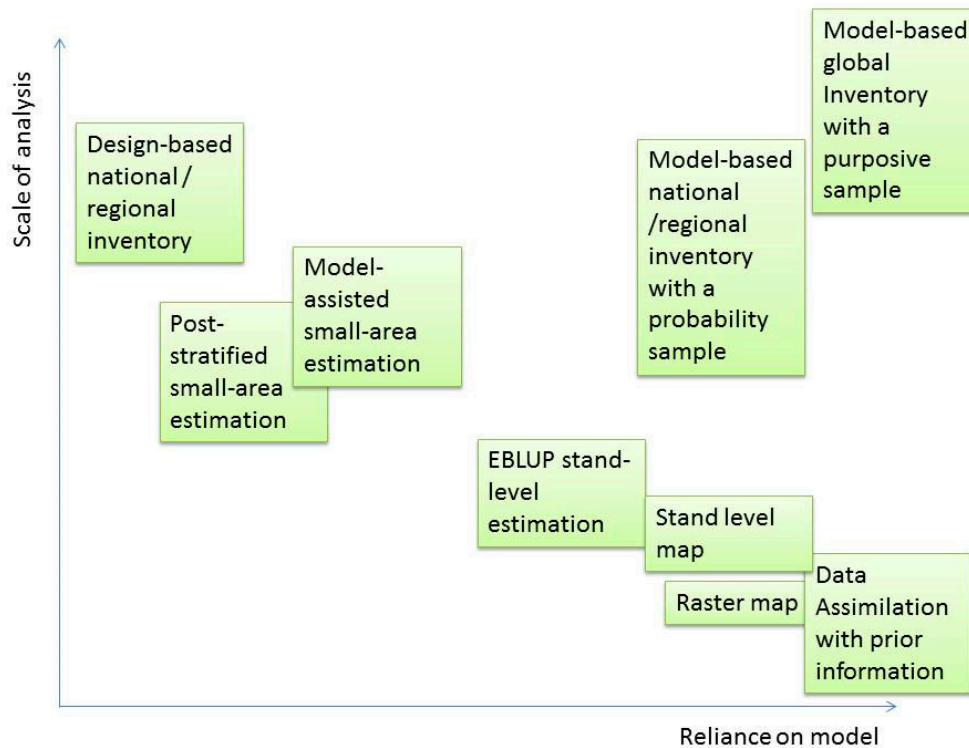 Scale of analysis
Design-based
national /
regional
inventory
Post-
stratified
small-area
estimation
Model-
assisted
small-area
estimation
EBLUP stand-
level
estimation
Model-based
national
/regional
inventory
with a
probability
sample
Model-based
global
Inventory
with a
purposive
sample
Stand level
map
Raster map
Data
Assimilation
with prior
information
Reliance on model